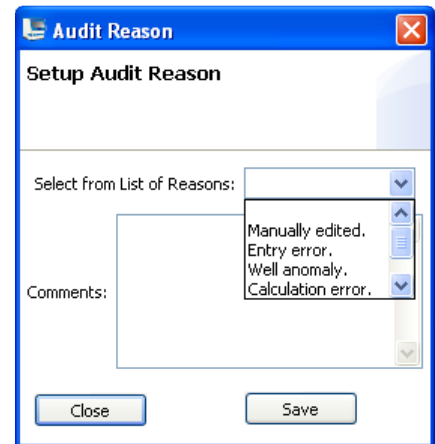 Audit Reason
Setup Audit Reason
Select from List of Reasons:
Manually edited.
Entry error.
Well anomaly.
Calculation error.
Comments:
Close
Save